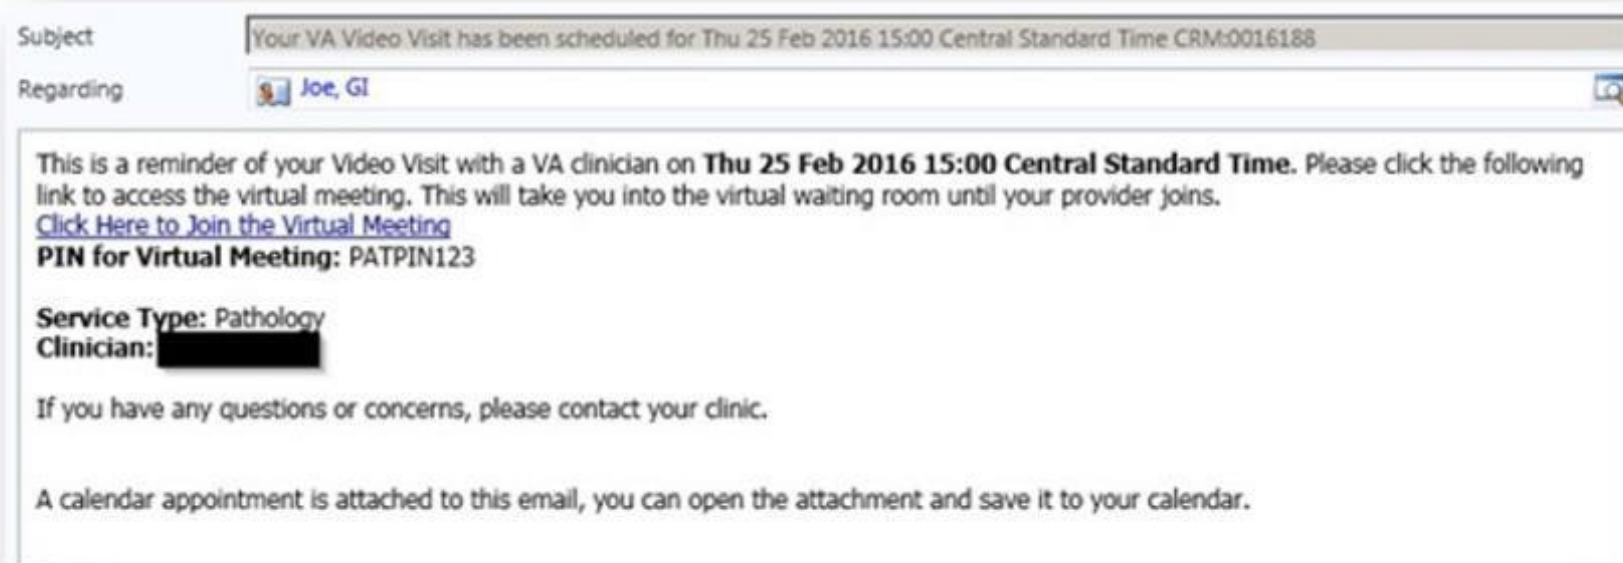 Subject Your VA Video Visit has been scheduled for Thu 25 Feb 2016 15:00 Central Standard Time CRM:0016188
Regarding Joe, GI
This is a reminder of your Video Visit with a VA clinician on Thu 25 Feb 2016 15:00 Central Standard Time. Please click the following
link to access the virtual meeting. This will take you into the virtual waiting room until your provider joins.
Click Here to Join the Virtual Meeting
PIN for Virtual Meeting: PATPIN123
Service Type: Pathology
Clinician:
If you have any questions or concerns, please contact your clinic.
A calendar appointment is attached to this email, you can open the attachment and save it to your calendar.